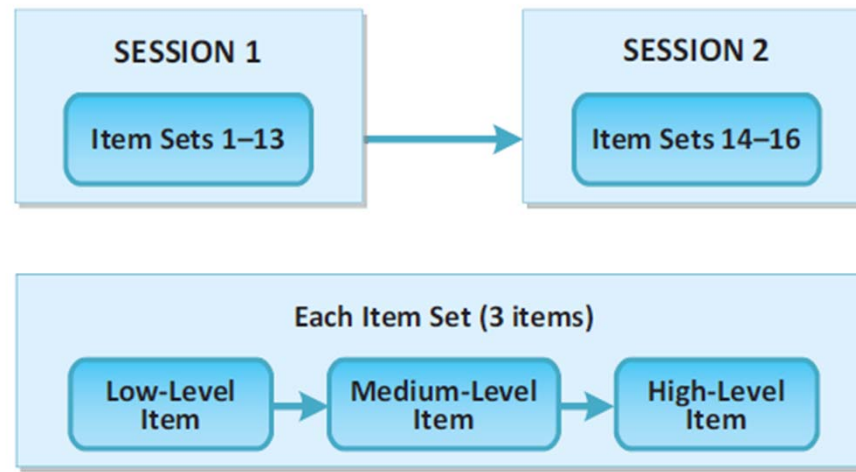 SESSION 1
Item Sets 1–13
SESSION 2
Item Sets 14–16
Each Item Set (3 items)
Low-Level
Item
Medium-Level
Item
High-Level
Item